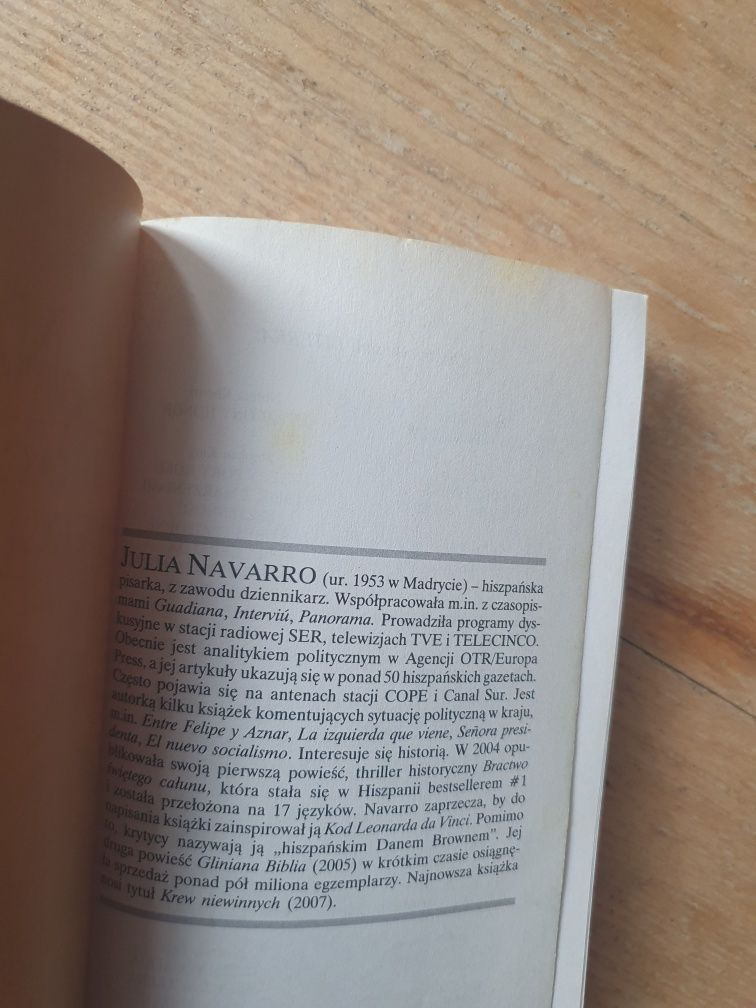 JULIA NAVARRO (ur. 1953 w Madrycie) – hiszpańska
pisarka, z zawodu dziennikarz. Współpracowała m.in. z czasopis-
mami Guadiana, Interviú, Panorama. Prowadziła programy dys-
kusyjne w stacji radiowej SER, telewizjach TVE i TELECINCO.
Obecnie jest analitykiem politycznym w Agencji OTR/Europa
Press, a jej artykuły ukazują się w ponad 50 hiszpańskich gazetach.
Często pojawia się na antenach stacji COPE i Canal Sur. Jest
autorką kilku książek komentujących sytuację polityczną w kraju,
m.in. Entre Felipe y Aznar, La izquierda que viene, Señora presi-
denta, El nuevo socialismo. Interesuje się historią. W 2004 opu-
blikowała swoją pierwszą powieść, thriller historyczny Bractwo
świętego całunu, która stała się w Hiszpanii bestsellerem #1
i została przełożona na 17 języków. Navarro zaprzecza, by do
napisania książki zainspirował ją Kod Leonarda da Vinci. Pomimo
to, krytycy nazywają ją „hiszpańskim Danem Brownem”. Jej
druga powieść Gliniana Biblia (2005) w krótkim czasie osiągnę-
ła sprzedaż ponad pół miliona egzemplarzy. Najnowsza książka
nosi tytuł Krew niewinnych (2007).